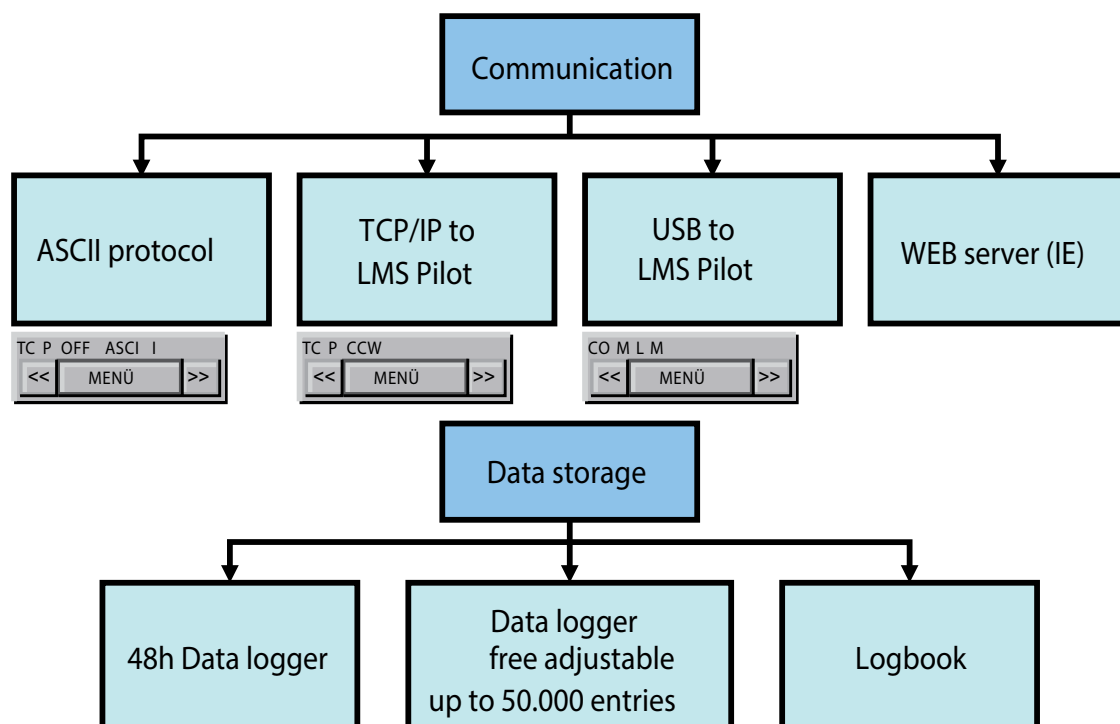 Communication
ASCII protocol
TCP/IP to
LMS Pilot
USB to
LMS Pilot
WEB server (IE)
TC P OFF ASCI I
<< MENÜ >>
TC P CCW
<< MENÜ >>
CO M L M
<< MENÜ >>
Data storage
48h Data logger
Data logger
free adjustable
up to 50.000 entries
Logbook